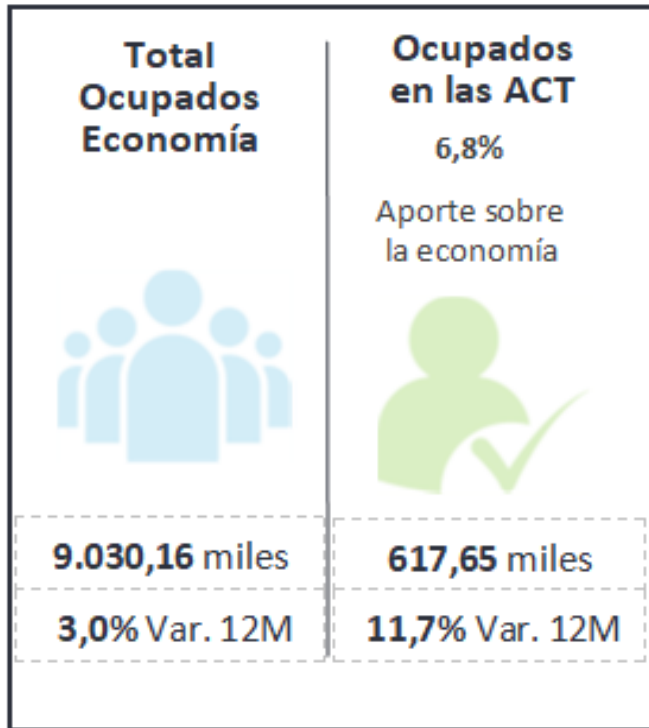 Total
Ocupados
Economía
9.030,16 miles
3,0% Var. 12M
Ocupados
en las ACT
6,8%
Aporte sobre
la economía
617,65 miles
11,7% Var. 12M